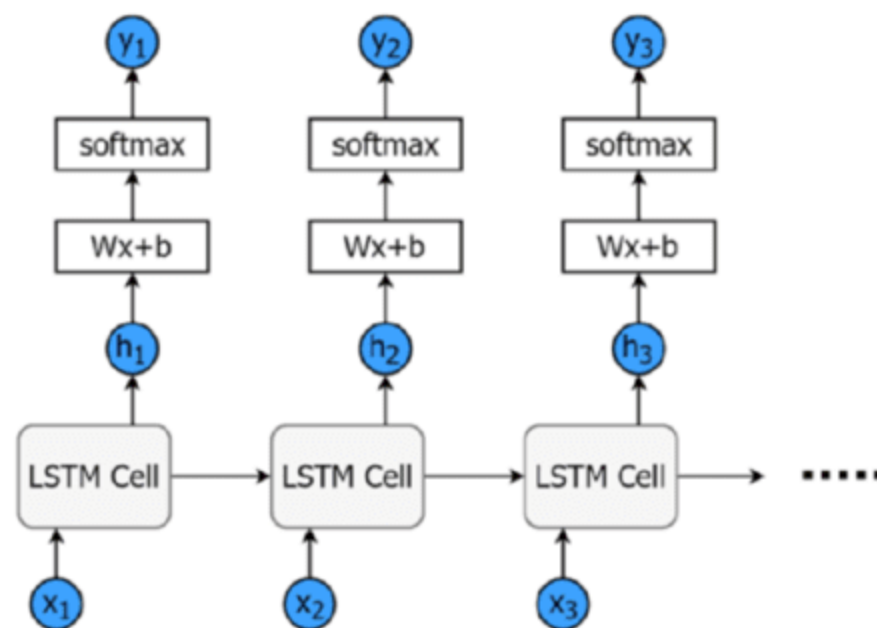 y₁ y₂ y₃
softmax softmax softmax
Wx+b Wx+b Wx+b
h₁ h₂ h₃
LSTM Cell LSTM Cell LSTM Cell ......
x₁ x₂ x₃